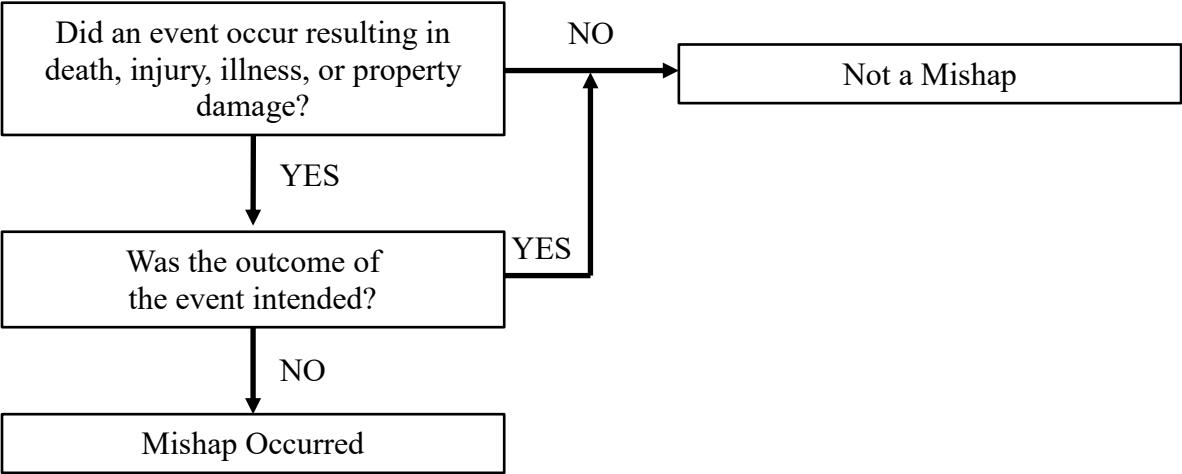 Did an event occur resulting in
death, injury, illness, or property
damage?
NO
Not a Mishap
YES
Was the outcome of
the event intended?
YES
NO
Mishap Occurred